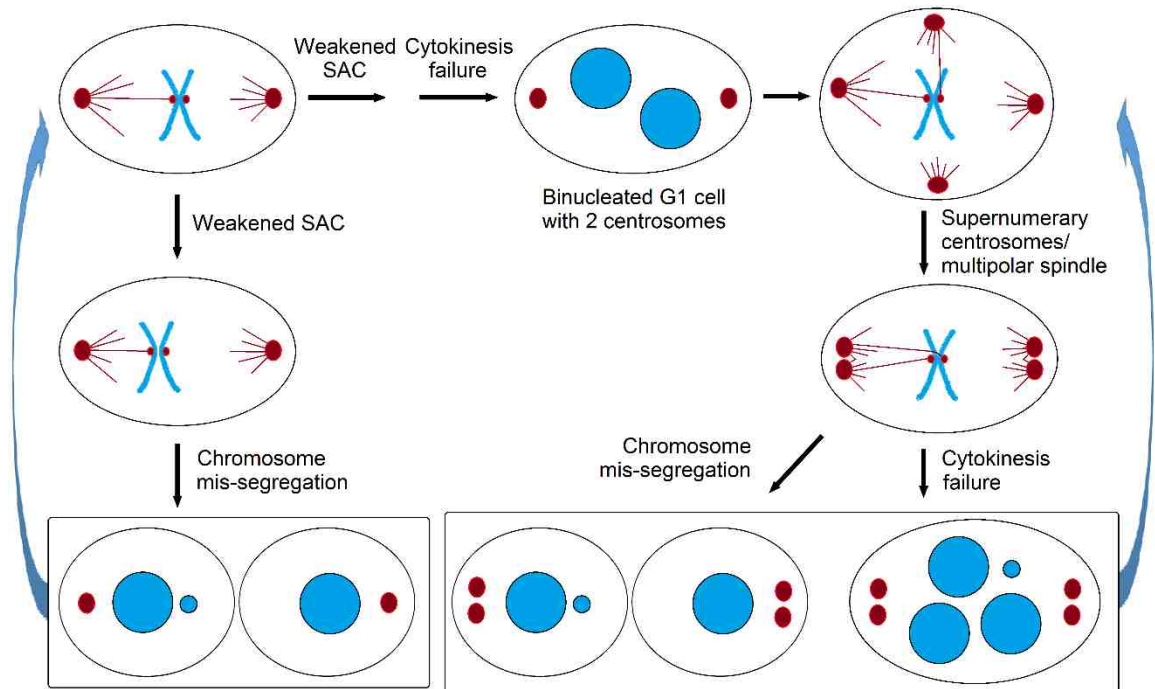 Weakened
SAC
Cytokinesis
failure
Binucleated G1 cell
with 2 centrosomes
Weakened SAC
Supernumerary
centrosomes/
multipolar spindle
Chromosome
mis-segregation
Chromosome
mis-segregation
Cytokinesis
failure